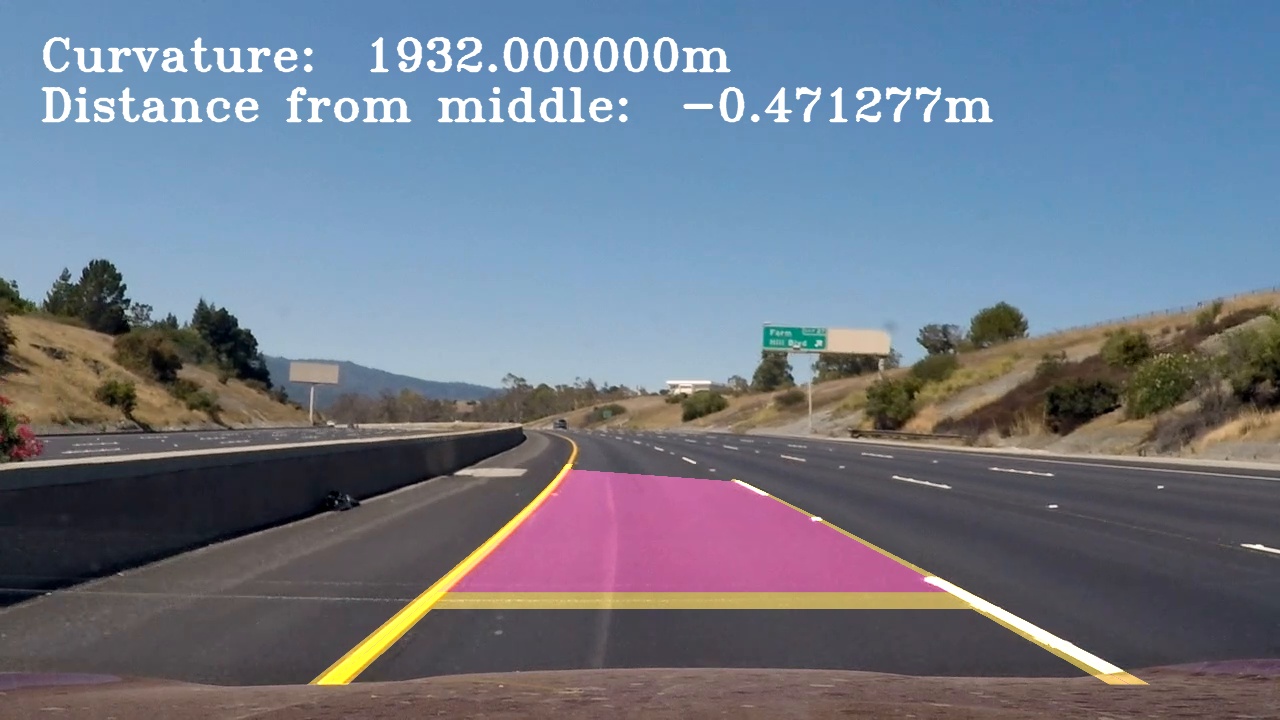 Curvature:  1932.000000m
Distance from middle:  −0.471277m
Farm
Hill Blvd